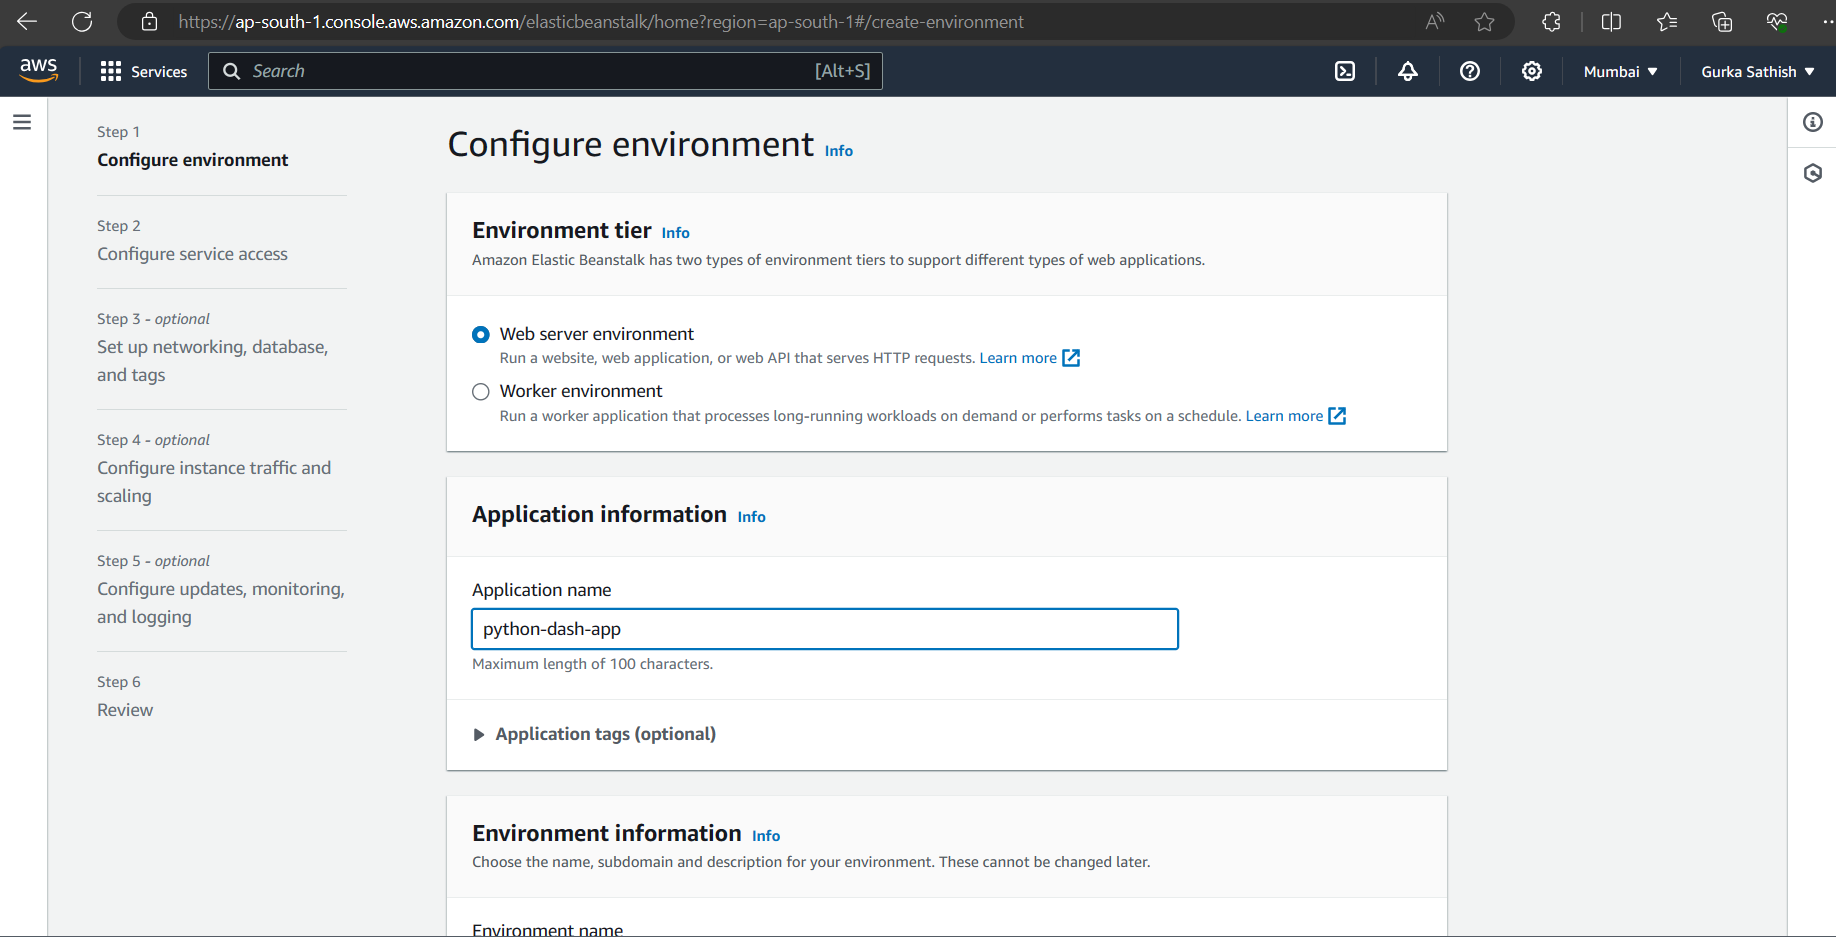 https://ap-south-1.console.aws.amazon.com/elasticbeanstalk/home?region=ap-south-1#/create-environment
aws
Services
Search
[Alt+S]
Mumbai
Gurka Sathish
Step 1
Configure environment
Step 2
Configure service access
Step 3 - optional
Set up networking, database,
and tags
Step 4 - optional
Configure instance traffic and
scaling
Step 5 - optional
Configure updates, monitoring,
and logging
Step 6
Review
Configure environment Info
Environment tier Info
Amazon Elastic Beanstalk has two types of environment tiers to support different types of web applications.
Web server environment
Run a website, web application, or web API that serves HTTP requests. Learn more
Worker environment
Run a worker application that processes long-running workloads on demand or performs tasks on a schedule. Learn more
Application information Info
Application name
python-dash-app
Maximum length of 100 characters.
Application tags (optional)
Environment information Info
Choose the name, subdomain and description for your environment. These cannot be changed later.
Environment name